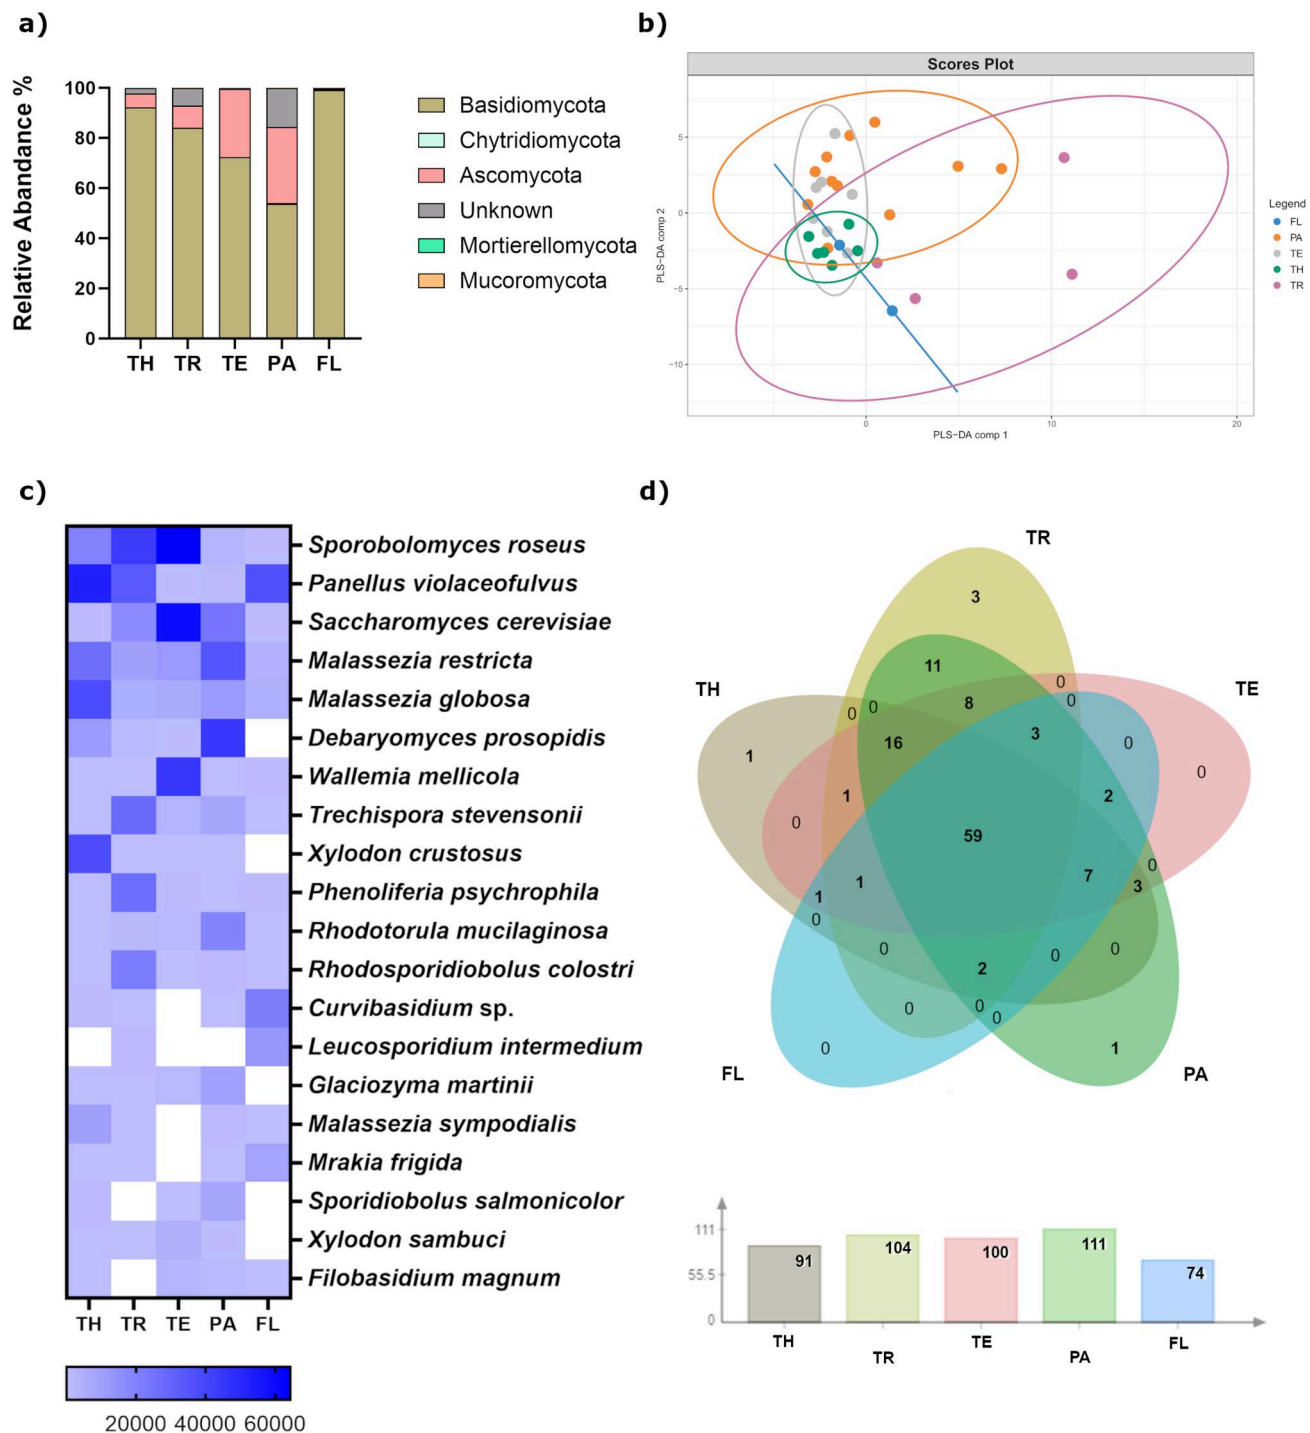 a)
Relative Abandance %
100
80
60
40
20
0
TH TR TE PA FL
Basidiomycota
Chytridiomycota
Ascomycota
Unknown
Mortierellomycota
Mucoromycota
b)
Scores Plot
PLS-DA comp 2
5
0
-5
-10
0 10 20
PLS-DA comp 1
Legend
FL
PA
TE
TH
TR
c)
Sporobolomyces roseus
Panellus violaceofulvus
Saccharomyces cerevisiae
Malassezia restricta
Malassezia globosa
Debaryomyces prosopidis
Wallemia mellicola
Trechispora stevensonii
Xylodon crustosus
Phenoliferia psychrophila
Rhodotorula mucilaginosa
Rhodosporidiobolus colostri
Curvibasidium sp.
Leucosporidium intermedium
Glaciozyma martinii
Malassezia sympodialis
Mrakia frigida
Sporidiobolus salmonicolor
Xylodon sambuci
Filobasidium magnum
TH TR TE PA FL
20000 40000 60000
d)
TR
3
11
TH
0
TE
0 0
8
0
3
0
16
1
0
0
1
2
0
59
0
7
3
1
1
0
0
0
0
2
0
0
0
0
1
FL
PA
111
55.5
0
91
104
100
111
74
TH
TR
TE
PA
FL